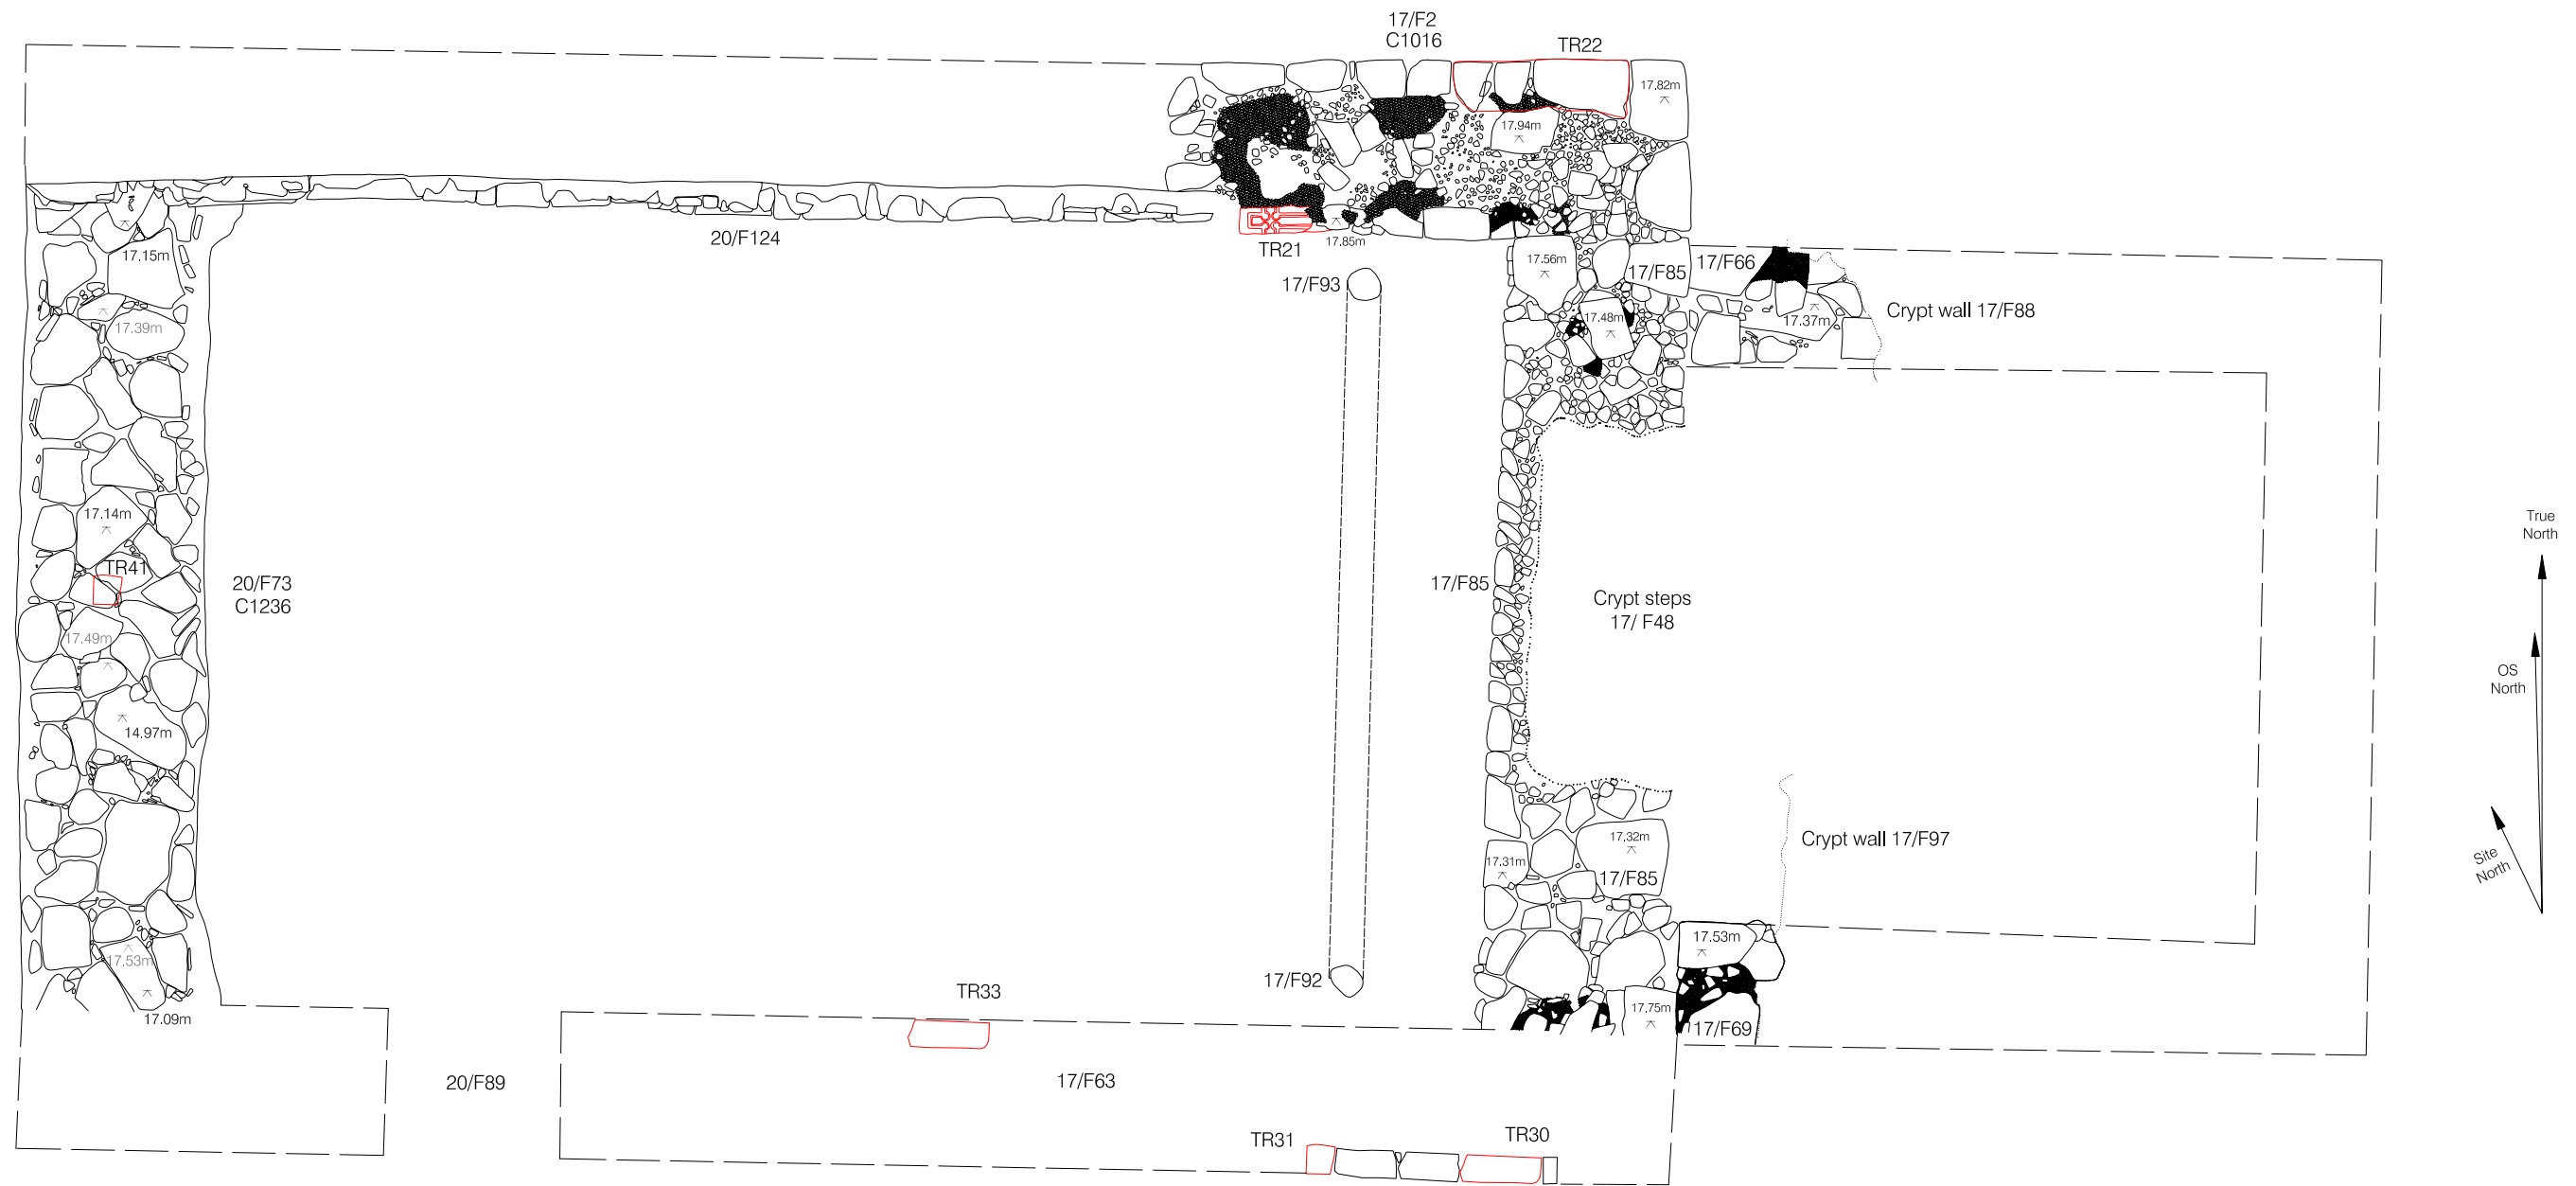 17/F2
C1016
TR22
17.82m
17.94m
20/F124
TR21
17.85m
17.15m
17.56m
17/F85
17/F66
17/F93
17.39m
17.48m
17.37m
Crypt wall 17/F88
17.14m
TR41
20/F73
C1236
17/F85
Crypt steps
17/ F48
17.49m
14.97m
17.32m
17.31m
17/F85
Crypt wall 17/F97
17.53m
17.53m
17/F92
TR33
17.75m
17/F69
17.09m
20/F89
17/F63
TR31
TR30
True
North
OS
North
Site
North